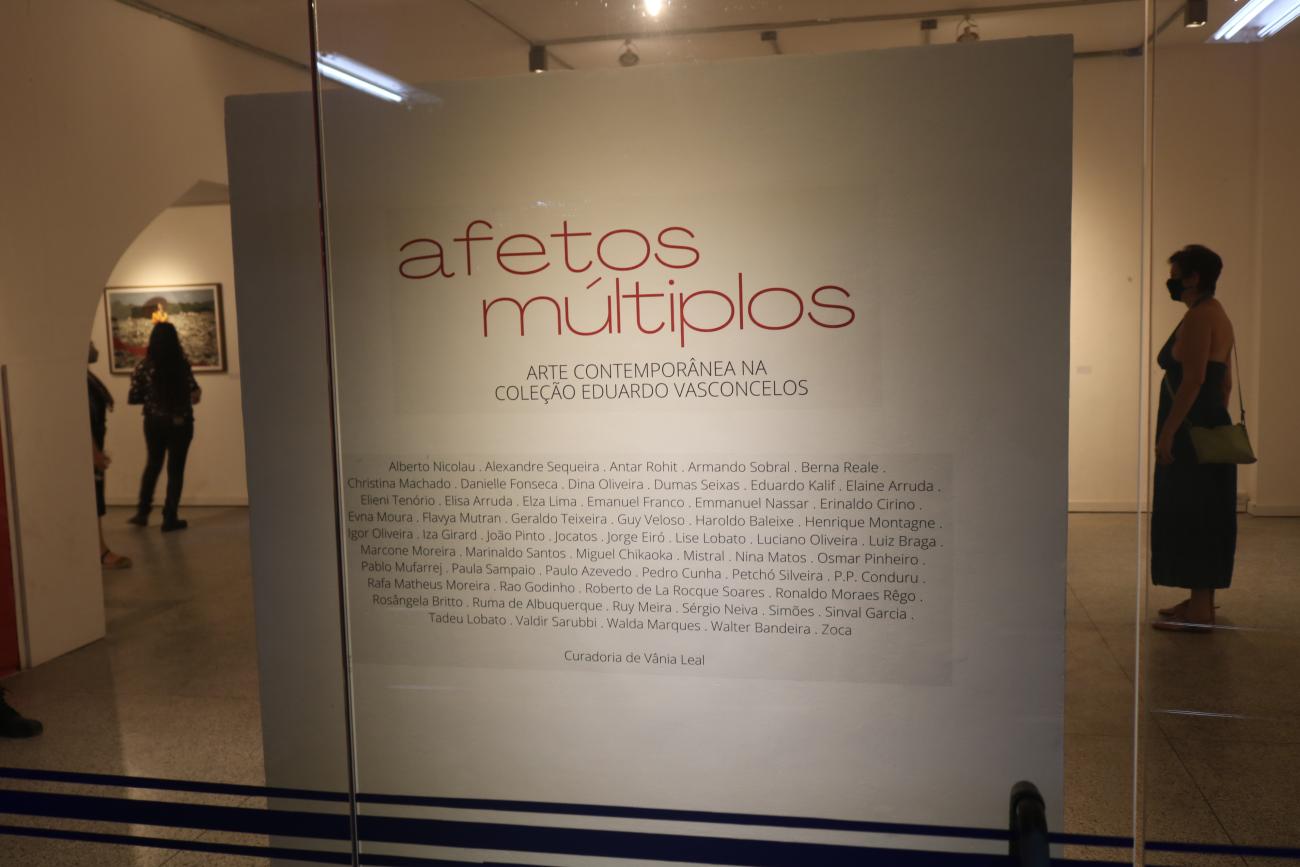 afetos
múltiplos
ARTE CONTEMPORÂNEA NA
COLEÇÃO EDUARDO VASCONCELOS
Alberto Nicolau . Alexandre Sequeira . Antar Rohit . Armando Sobral . Berna Reale .
Christina Machado . Danielle Fonseca . Dina Oliveira . Dumas Seixas . Eduardo Kalif . Elaine Arruda .
Elieni Tenório . Elisa Arruda . Elza Lima . Emanuel Franco . Emmanuel Nassar . Erinaldo Cirino .
Evna Moura . Flavya Mutran . Geraldo Teixeira . Guy Veloso . Haroldo Baleixe . Henrique Montagne .
Igor Oliveira . Iza Girard . João Pinto . Jocatos . Jorge Eiró . Lise Lobato . Luciano Oliveira . Luiz Braga .
Marcone Moreira . Marinaldo Santos . Miguel Chikaoka . Mistral . Nina Matos . Osmar Pinheiro .
Pablo Mufarrej . Paula Sampaio . Paulo Azevedo . Pedro Cunha . Petchó Silveira . P.P. Conduru .
Rafa Matheus Moreira . Rao Godinho . Roberto de La Rocque Soares . Ronaldo Moraes Rêgo .
Rosângela Britto . Ruma de Albuquerque . Ruy Meira . Sérgio Neiva . Simões . Sinval Garcia .
Tadeu Lobato . Valdir Sarubbi . Walda Marques . Walter Bandeira . Zoca
Curadoria de Vânia Leal